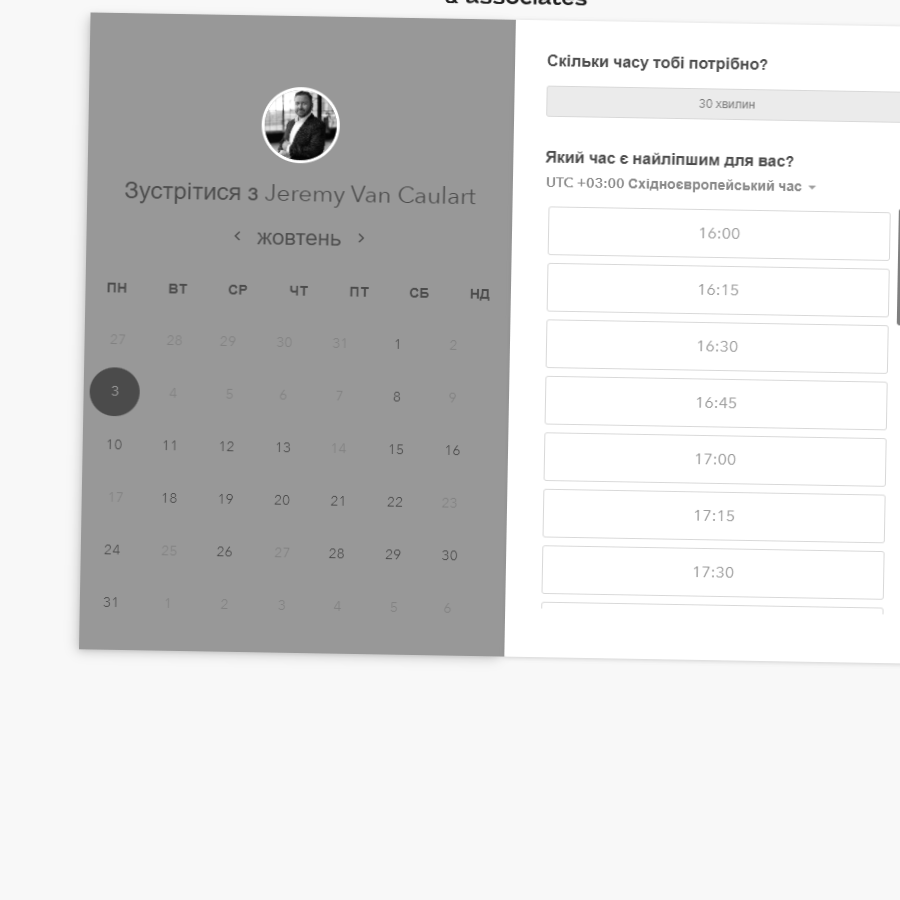 & associates
Зустрітися з Jeremy Van Caulart
жовтень
ПН ВТ СР ЧТ ПТ СБ НД
27 28 29 30 31 1 2
3 4 5 6 7 8 9
10 11 12 13 14 15 16
17 18 19 20 21 22 23
24 25 26 27 28 29 30
31 1 2 3 4 5 6
Скільки часу тобі потрібно?
30 хвилин
Який час є найліпшим для вас?
UTC +03:00 Східноєвропейський час
16:00
16:15
16:30
16:45
17:00
17:15
17:30